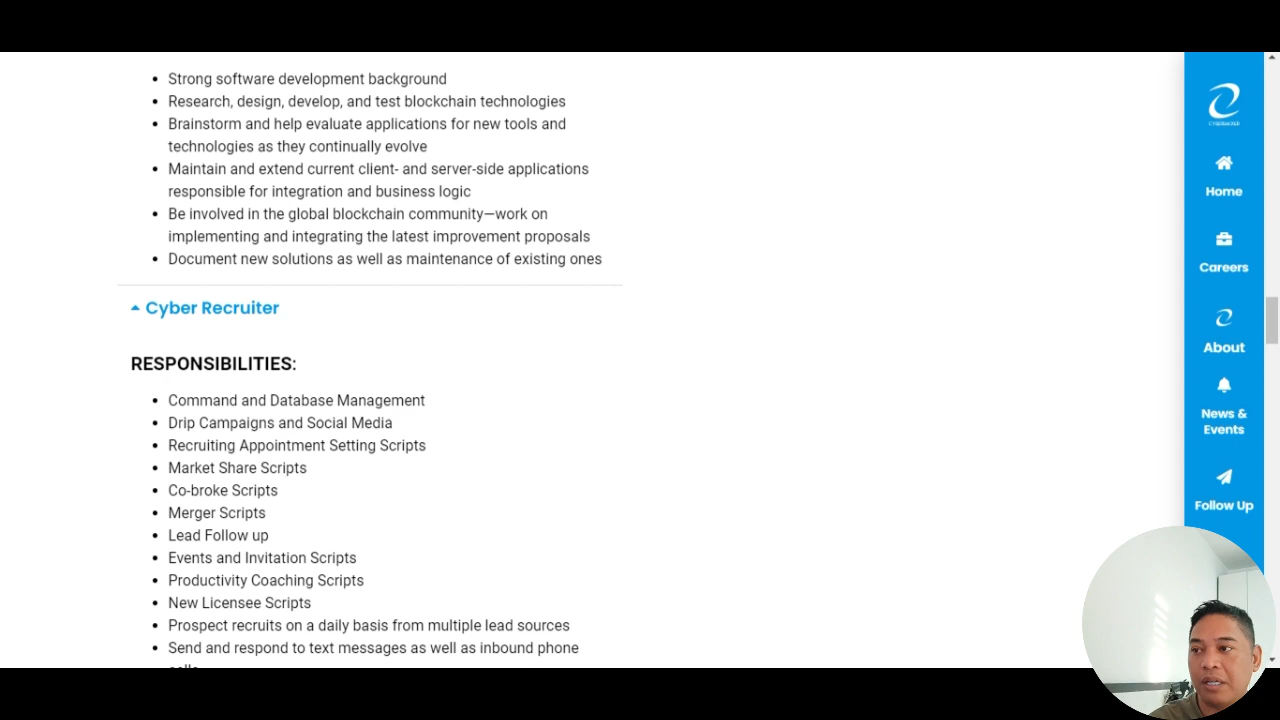 Strong software development background
Research, design, develop, and test blockchain technologies
Brainstorm and help evaluate applications for new tools and
technologies as they continually evolve
Maintain and extend current client- and server-side applications
responsible for integration and business logic
Be involved in the global blockchain community—work on
implementing and integrating the latest improvement proposals
Document new solutions as well as maintenance of existing ones
Cyber Recruiter
RESPONSIBILITIES:
Command and Database Management
Drip Campaigns and Social Media
Recruiting Appointment Setting Scripts
Market Share Scripts
Co-broke Scripts
Merger Scripts
Lead Follow up
Events and Invitation Scripts
Productivity Coaching Scripts
New Licensee Scripts
Prospect recruits on a daily basis from multiple lead sources
Send and respond to text messages as well as inbound phone
CYBERBACKER
Home
Careers
About
News &
Events
Follow Up